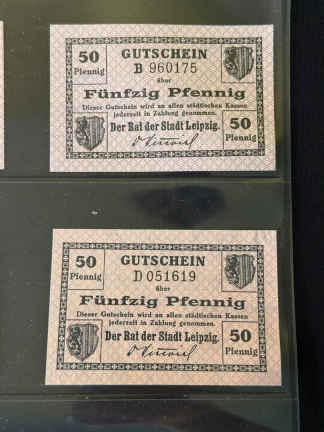 50 Pfennig
GUTSCHEIN
B 960175
über
Fünfzig Pfennig
Dieser Gutschein wird an allen städtischen Kassen
jederzeit in Zahlung genommen.
Der Rat der Stadt Leipzig.
50 Pfennig
50 Pfennig
GUTSCHEIN
D 051619
über
Fünfzig Pfennig
Dieser Gutschein wird an allen städtischen Kassen
jederzeit in Zahlung genommen.
Der Rat der Stadt Leipzig.
50 Pfennig